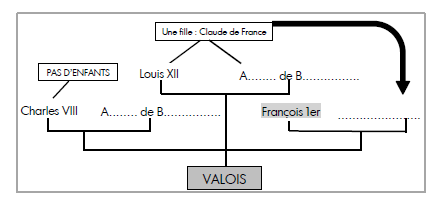 Une fille : Claude de France
PAS D'ENFANTS
Louis XII
A........ de B.................
Charles VIII
A........ de B.................
François 1er
........................
VALOIS